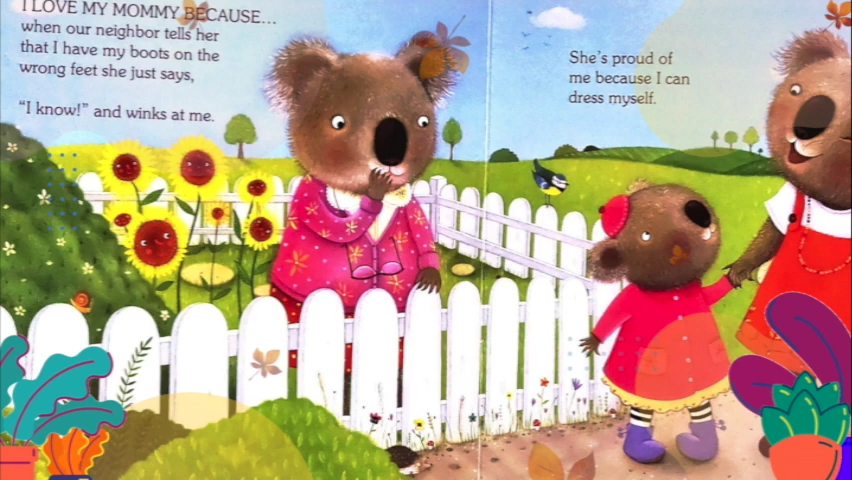 I LOVE MY MOMMY BECAUSE...
when our neighbor tells her
that I have my boots on the
wrong feet she just says,
"I know!" and winks at me.
She's proud of
me because I can
dress myself.